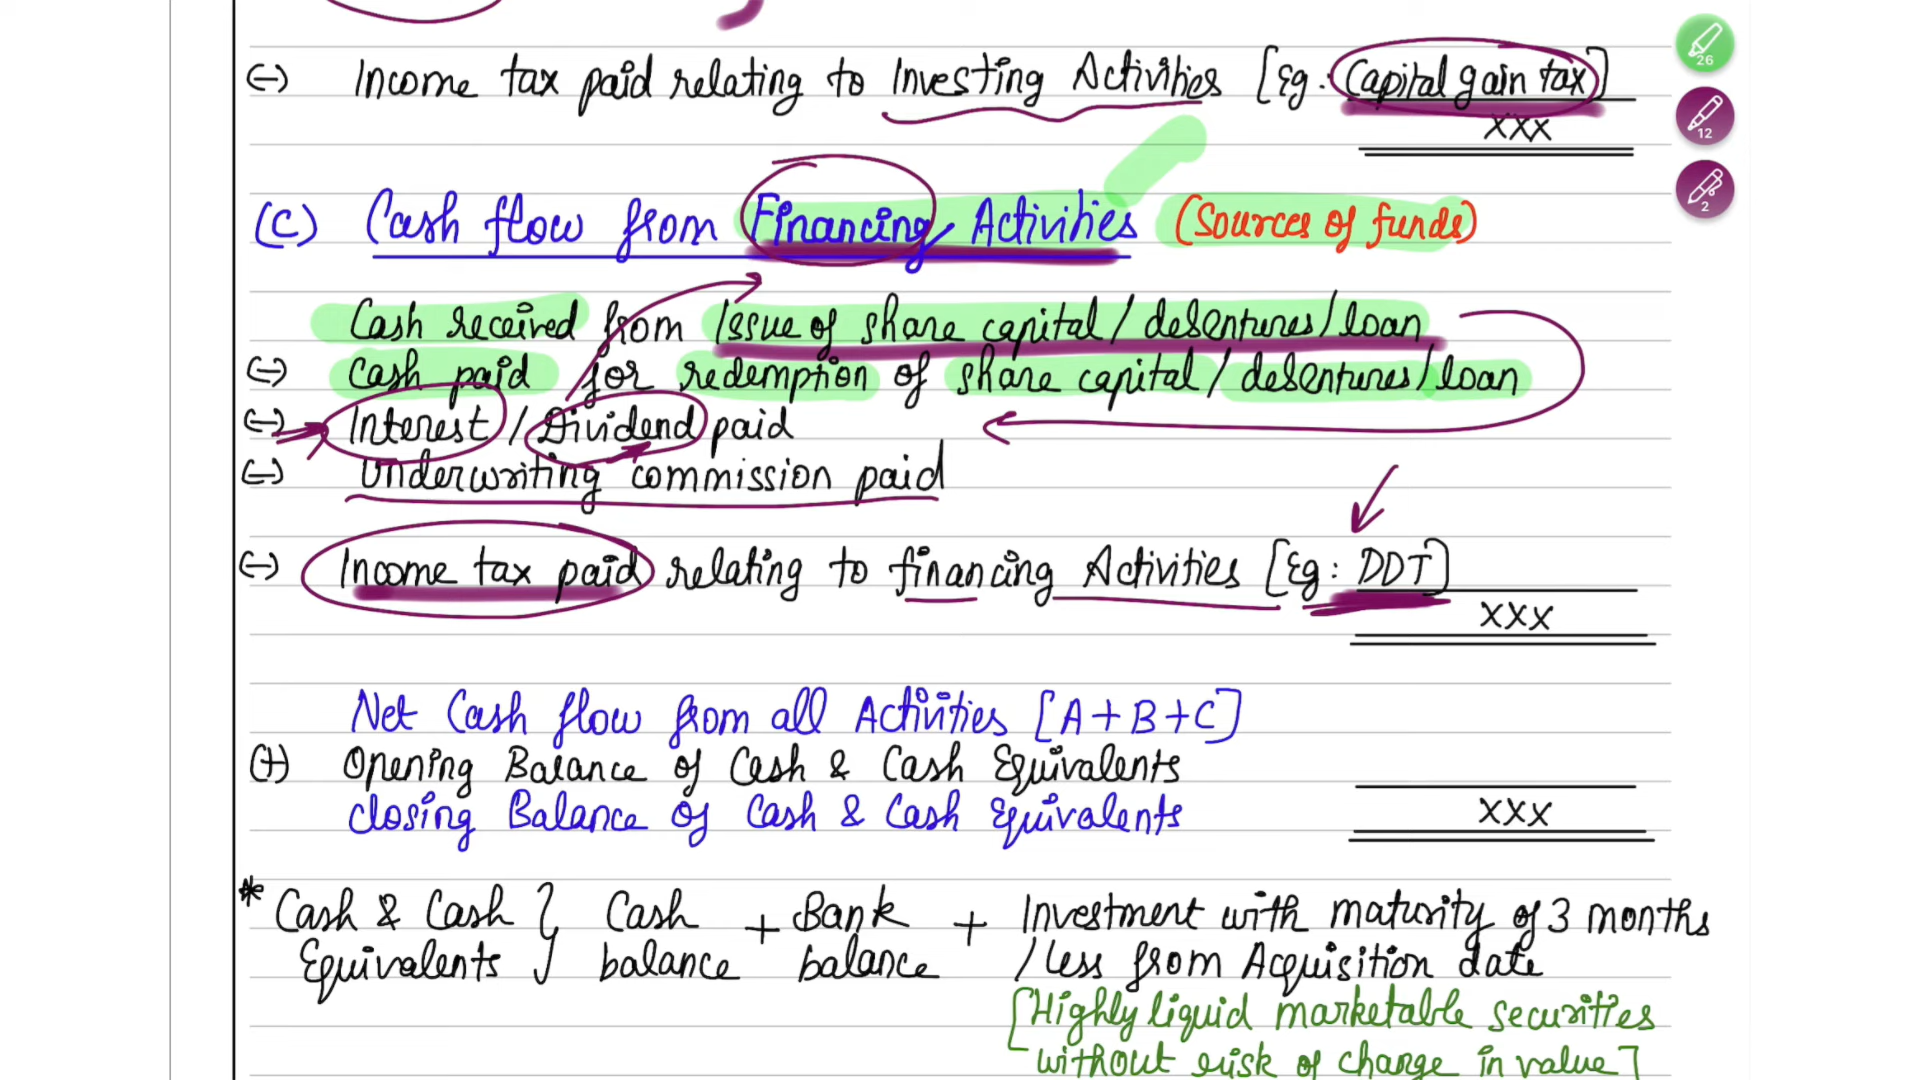 (-) Income tax paid relating to Investing Activities [Eg: Capital gain tax]
XXX
(C) Cash flow from Financing Activities (Sources of funds)
Cash received from Issue of share capital / debentures / loan
(-) Cash paid for redemption of share capital / debentures / loan
(-) Interest / Dividend paid
(-) Underwriting commission paid
(-) Income tax paid relating to financing Activities [Eg: DDT]
XXX
Net Cash flow from all Activities [A+B+C]
(+) Opening Balance of Cash & Cash Equivalents
Closing Balance of Cash & Cash Equivalents XXX
* Cash & Cash } Cash + Bank + Investment with maturity of 3 months
Equivalents balance balance / less from Acquisition date
[Highly liquid marketable securities
without risk of change in value]
26
12
2